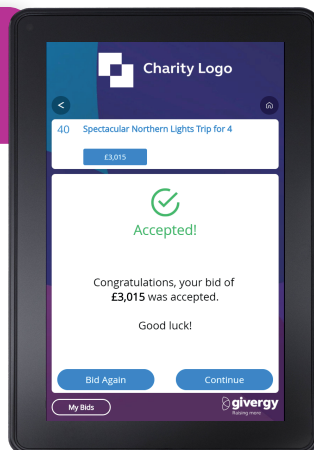 Charity Logo
<
40 Spectacular Northern Lights Trip for 4
£3,015
Accepted!
Congratulations, your bid of
£3,015 was accepted.
Good luck!
Bid Again Continue
My Bids givergy
Raising more.